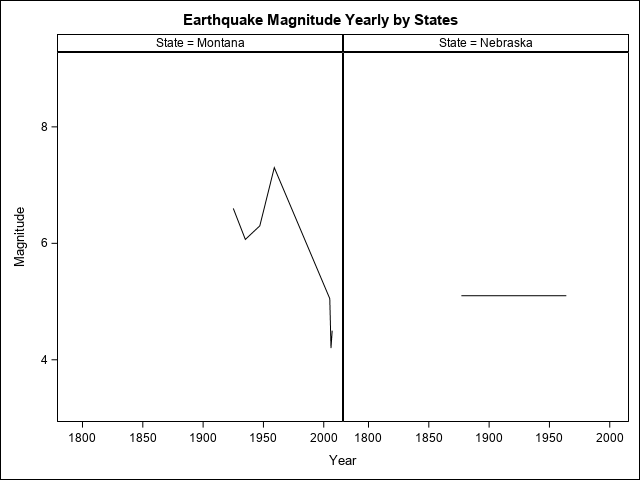 Earthquake Magnitude Yearly by States
State = Montana
State = Nebraska
8
6
4
Magnitude
1800 1850 1900 1950 2000 1800 1850 1900 1950 2000
Year